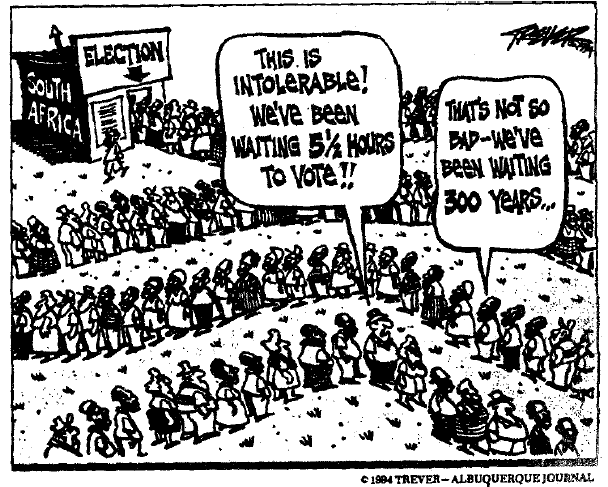 TREVER
ELECTION
SOUTH
AFRICA
THIS IS
INTOLERABLE!
WE'VE BEEN
WAITING 5½ HOURS
TO VOTE!!
THAT'S NOT SO
BAD--WE'VE
BEEN WAITING
300 YEARS...
© 1994 TREVER – ALBUQUERQUE JOURNAL